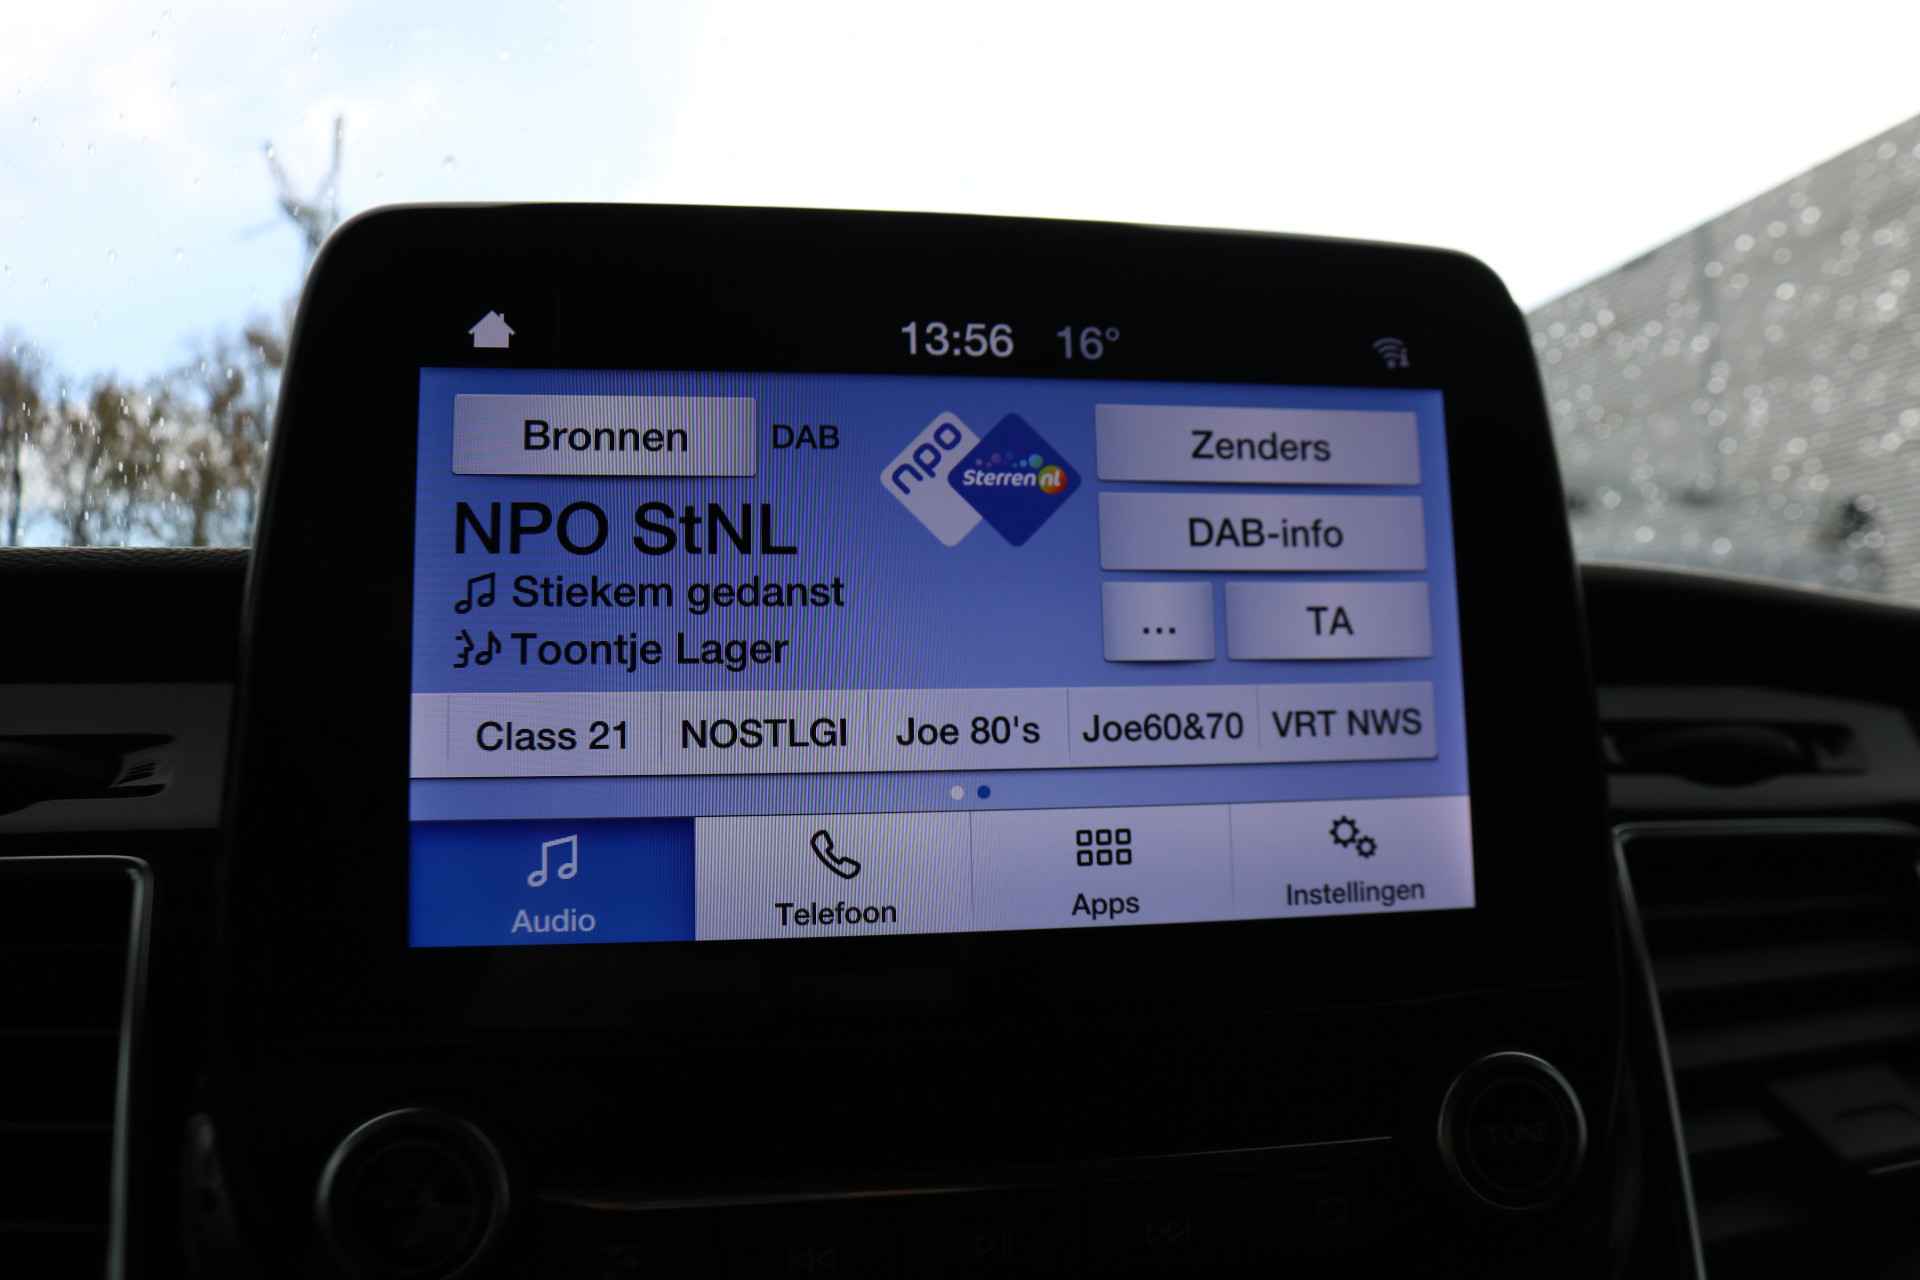 13:56 16°
Bronnen DAB
npo Sterren nl
Zenders
NPO StNL
DAB-info
Stiekem gedanst
... TA
Toontje Lager
Class 21 NOSTLGI Joe 80's Joe60&70 VRT NWS
Audio Telefoon Apps Instellingen
TUNE